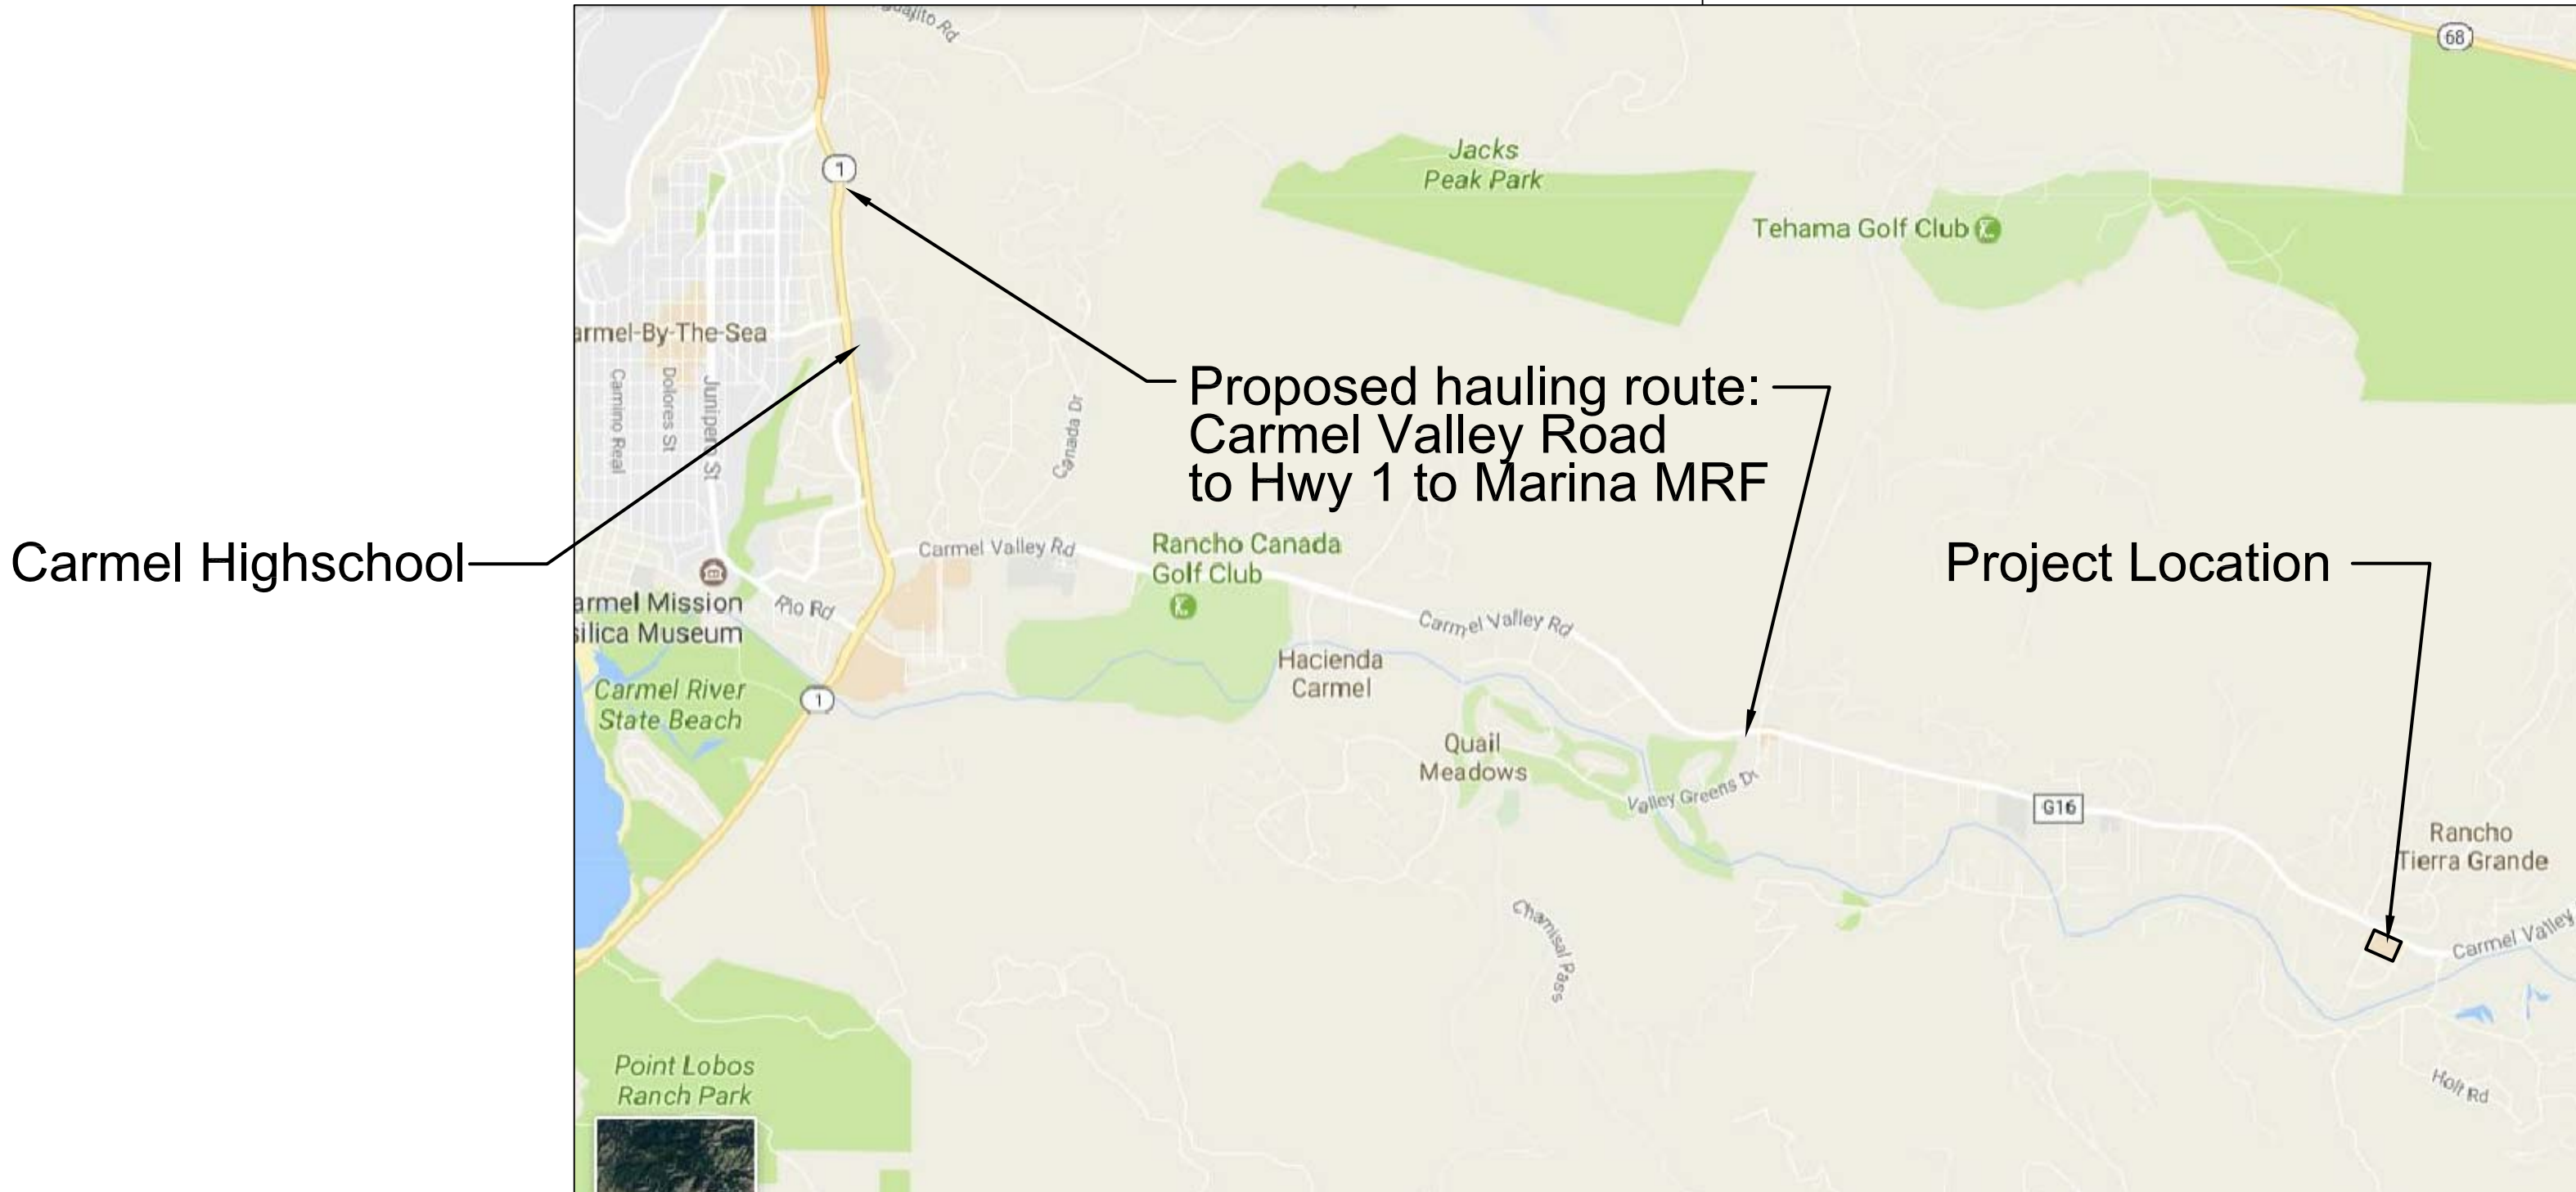 guajito Rd
68
1
Jacks
Peak Park
Tehama Golf Club
armel-By-The-Sea
Camino Real
Dolores St
Junipero St
Canada Dr
Proposed hauling route:
Carmel Valley Road
to Hwy 1 to Marina MRF
Carmel Highschool
Carmel Valley Rd
Rancho Canada
Golf Club
Project Location
armel Mission
silica Museum
Rio Rd
Carmel Valley Rd
Hacienda
Carmel
Carmel River
State Beach
1
Quail
Meadows
Valley Greens Dr
G16
Rancho
Tierra Grande
Chamisal Pass
Carmel Valley
Point Lobos
Ranch Park
Holt Rd